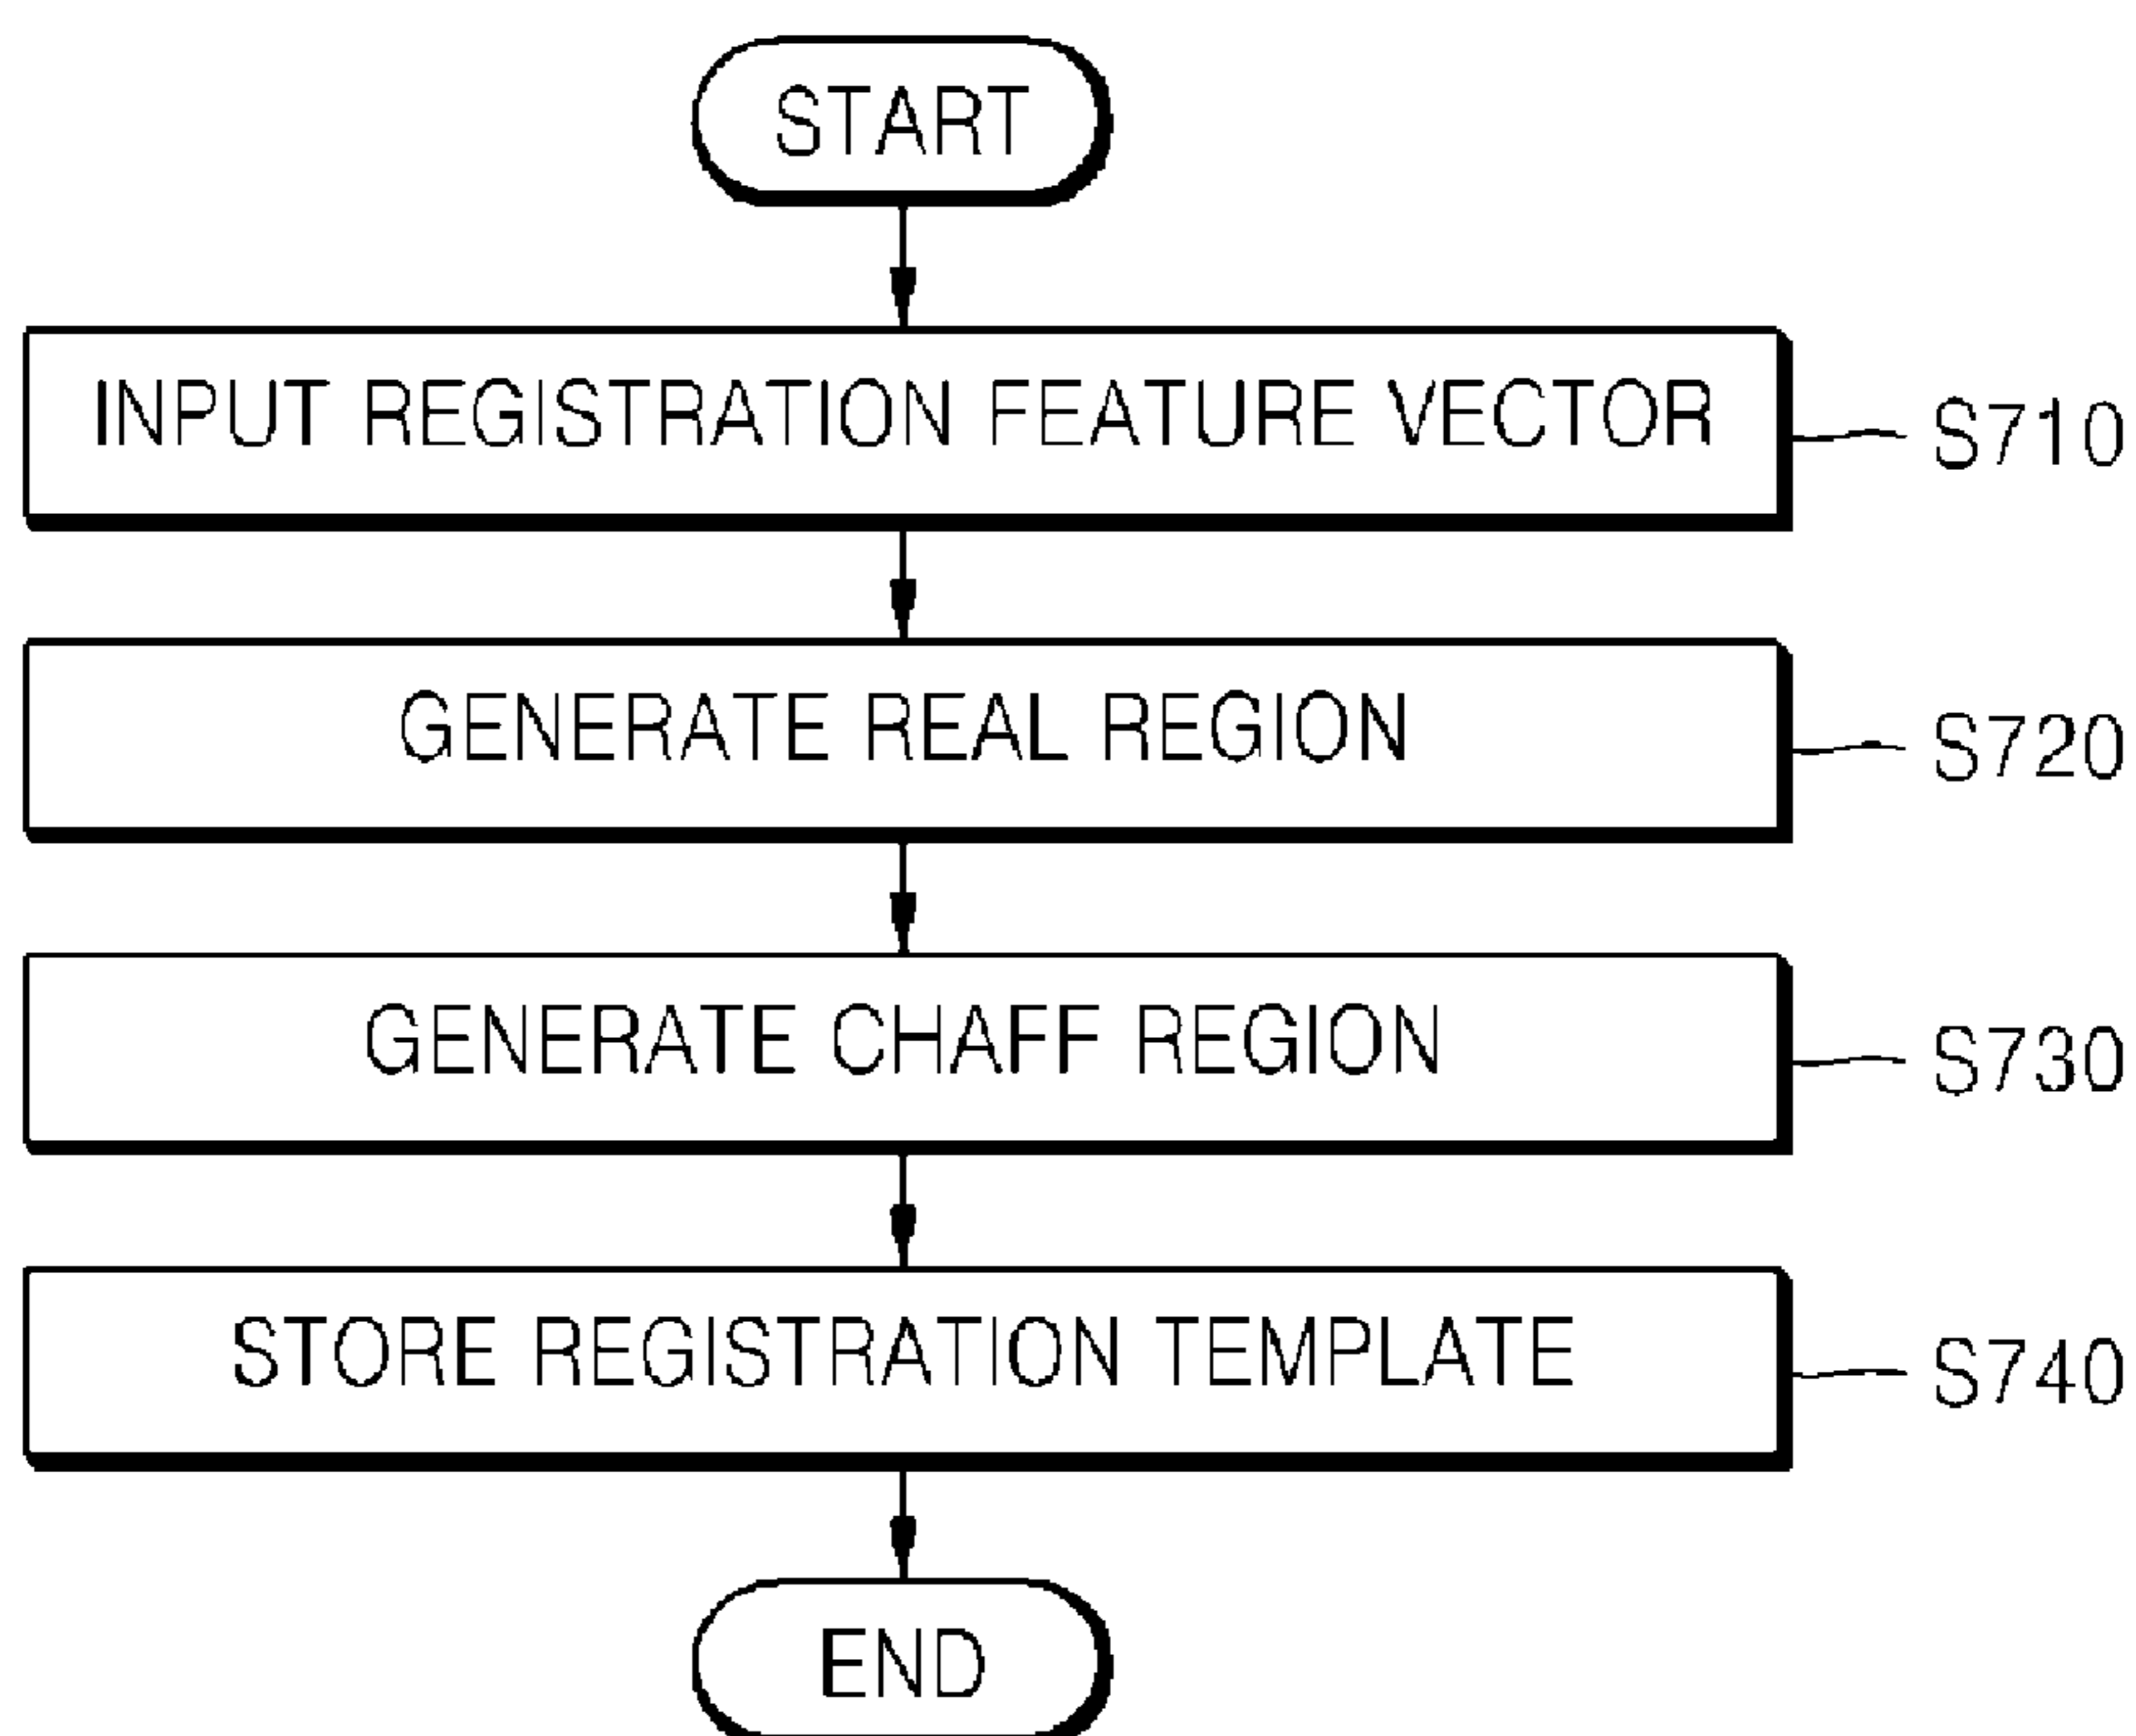 START
INPUT REGISTRATION FEATURE VECTOR
S710
GENERATE REAL REGION
S720
GENERATE CHAFF REGION
S730
STORE REGISTRATION TEMPLATE
S740
END